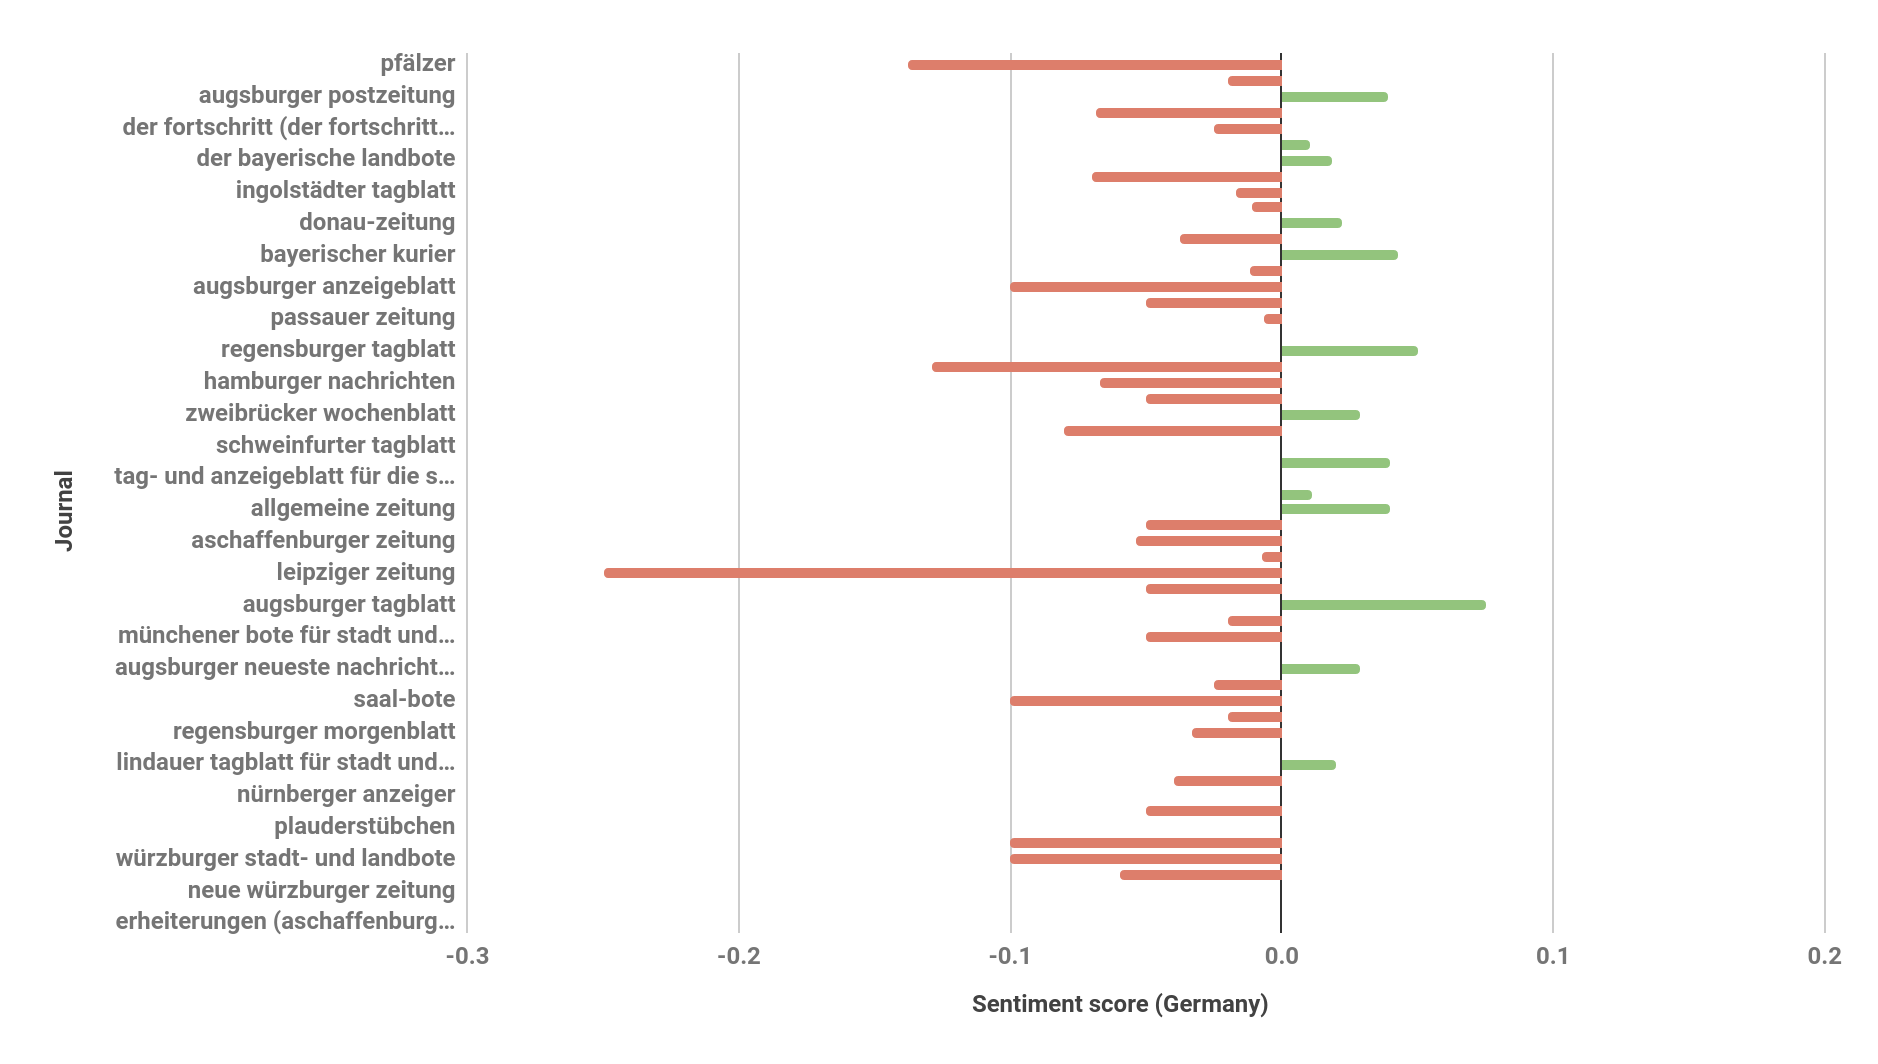 pfälzer
augsburger postzeitung
der fortschritt (der fortschritt…
der bayerische landbote
ingolstädter tagblatt
donau-zeitung
bayerischer kurier
augsburger anzeigeblatt
passauer zeitung
regensburger tagblatt
hamburger nachrichten
zweibrücker wochenblatt
schweinfurter tagblatt
tag- und anzeigeblatt für die s…
allgemeine zeitung
aschaffenburger zeitung
leipziger zeitung
augsburger tagblatt
münchener bote für stadt und…
augsburger neueste nachricht…
saal-bote
regensburger morgenblatt
lindauer tagblatt für stadt und…
nürnberger anzeiger
plauderstübchen
würzburger stadt- und landbote
neue würzburger zeitung
erheiterungen (aschaffenburg…
Journal
-0.3 -0.2 -0.1 0.0 0.1 0.2
Sentiment score (Germany)